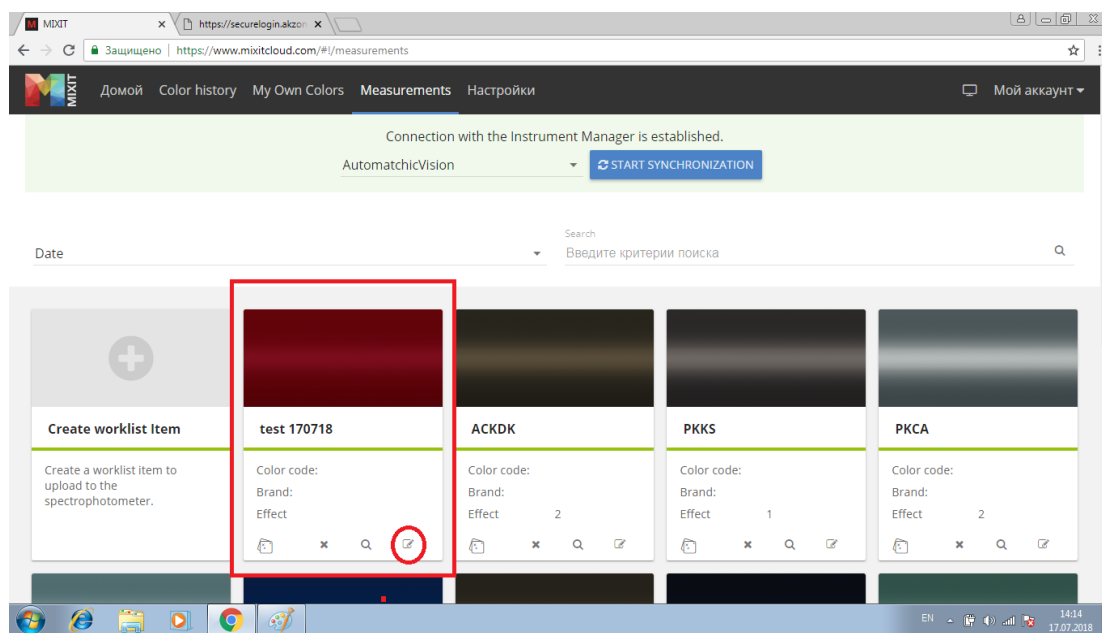 MIXIT
https://securelogin.akzon
Защищено | https://www.mixitcloud.com/#!/measurements
MIXIT Домой Color history My Own Colors Measurements Настройки Мой аккаунт
Connection with the Instrument Manager is established.
AutomatchicVision START SYNCHRONIZATION
Search
Date Введите критерии поиска
Create worklist Item
Create a worklist item to
upload to the
spectrophotometer.
test 170718
Color code:
Brand:
Effect
ACKDK
Color code:
Brand:
Effect 2
PKKS
Color code:
Brand:
Effect 1
PKCA
Color code:
Brand:
Effect 2
EN
14:14
17.07.2018